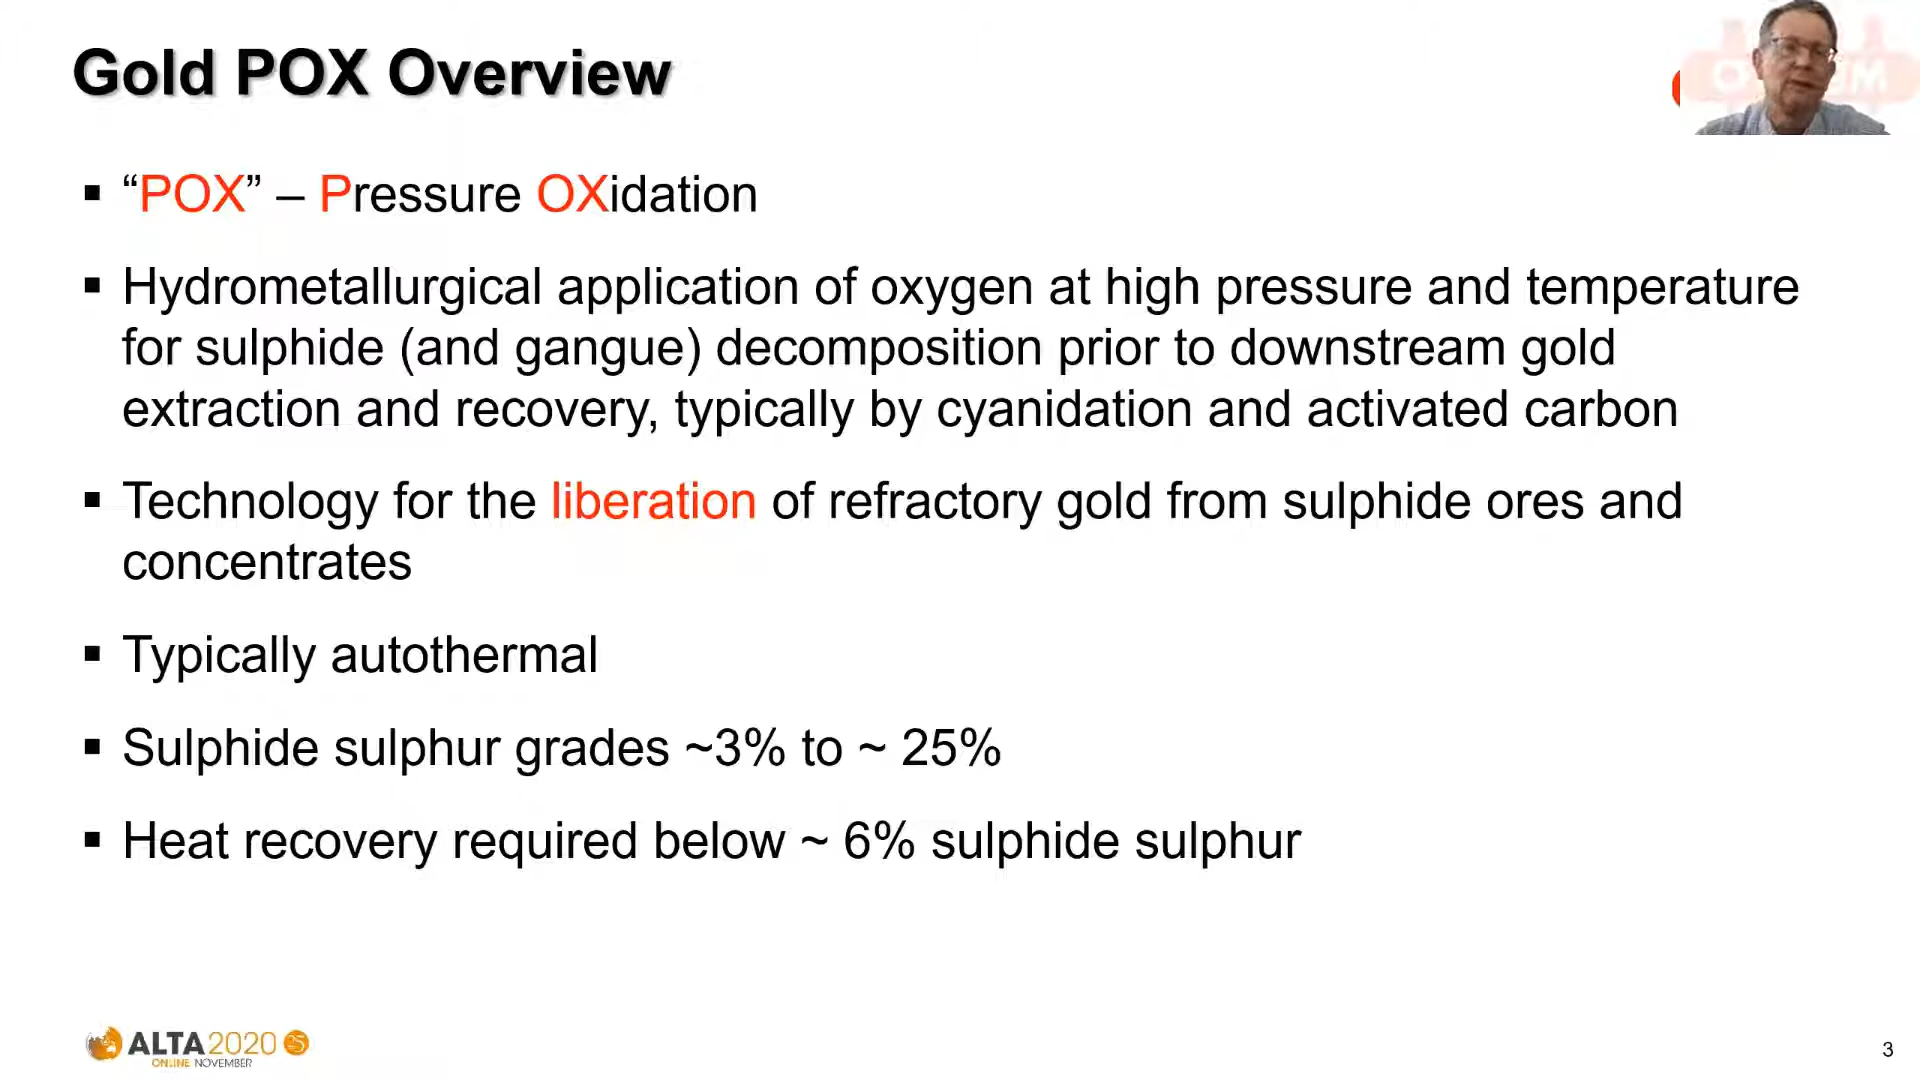 Gold POX Overview
▪ “POX” – Pressure OXidation
▪ Hydrometallurgical application of oxygen at high pressure and temperature
for sulphide (and gangue) decomposition prior to downstream gold
extraction and recovery, typically by cyanidation and activated carbon
▪ Technology for the liberation of refractory gold from sulphide ores and
concentrates
▪ Typically autothermal
▪ Sulphide sulphur grades ~3% to ~ 25%
▪ Heat recovery required below ~ 6% sulphide sulphur
ALTA 2020 25
ONLINE NOVEMBER
3